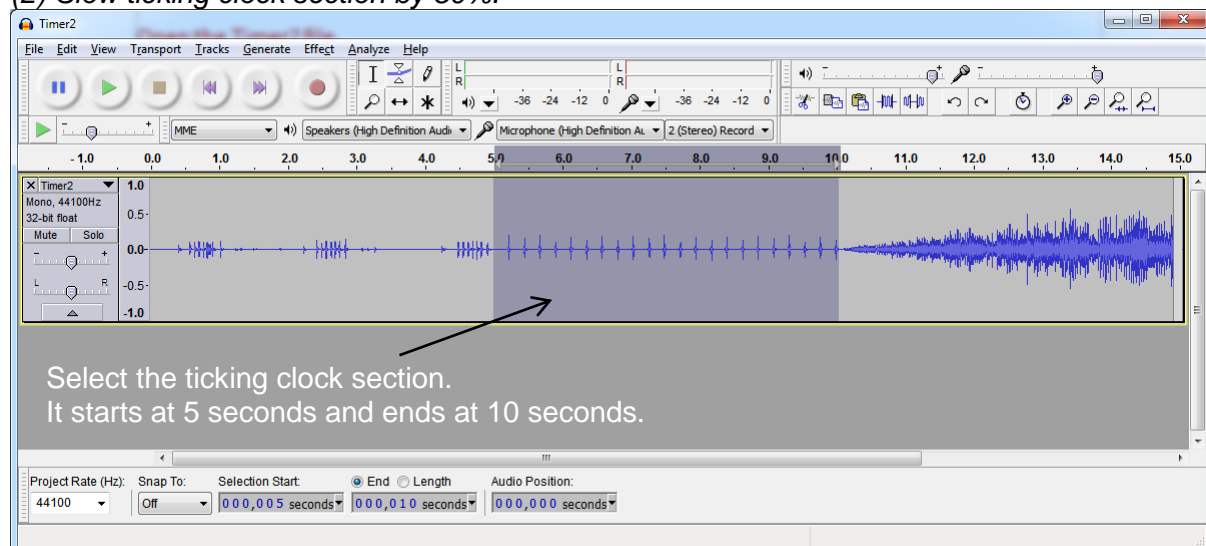 (2) Slow ticking clock section by 50%.
Timer2
File Edit View Transport Tracks Generate Effect Analyze Help
L
R
L
R
-36 -24 -12 0
-36 -24 -12 0
MME
Speakers (High Definition Audi
Microphone (High Definition Au
2 (Stereo) Record
- 1.0 0.0 1.0 2.0 3.0 4.0 5.0 6.0 7.0 8.0 9.0 10.0 11.0 12.0 13.0 14.0 15.0
X Timer2
Mono, 44100Hz
32-bit float
Mute Solo
- +
L R
1.0
0.5
0.0
-0.5
-1.0
Select the ticking clock section.
It starts at 5 seconds and ends at 10 seconds.
Project Rate (Hz): Snap To: Selection Start: End Length Audio Position:
44100 Off 000,005 seconds 000,010 seconds 000,000 seconds